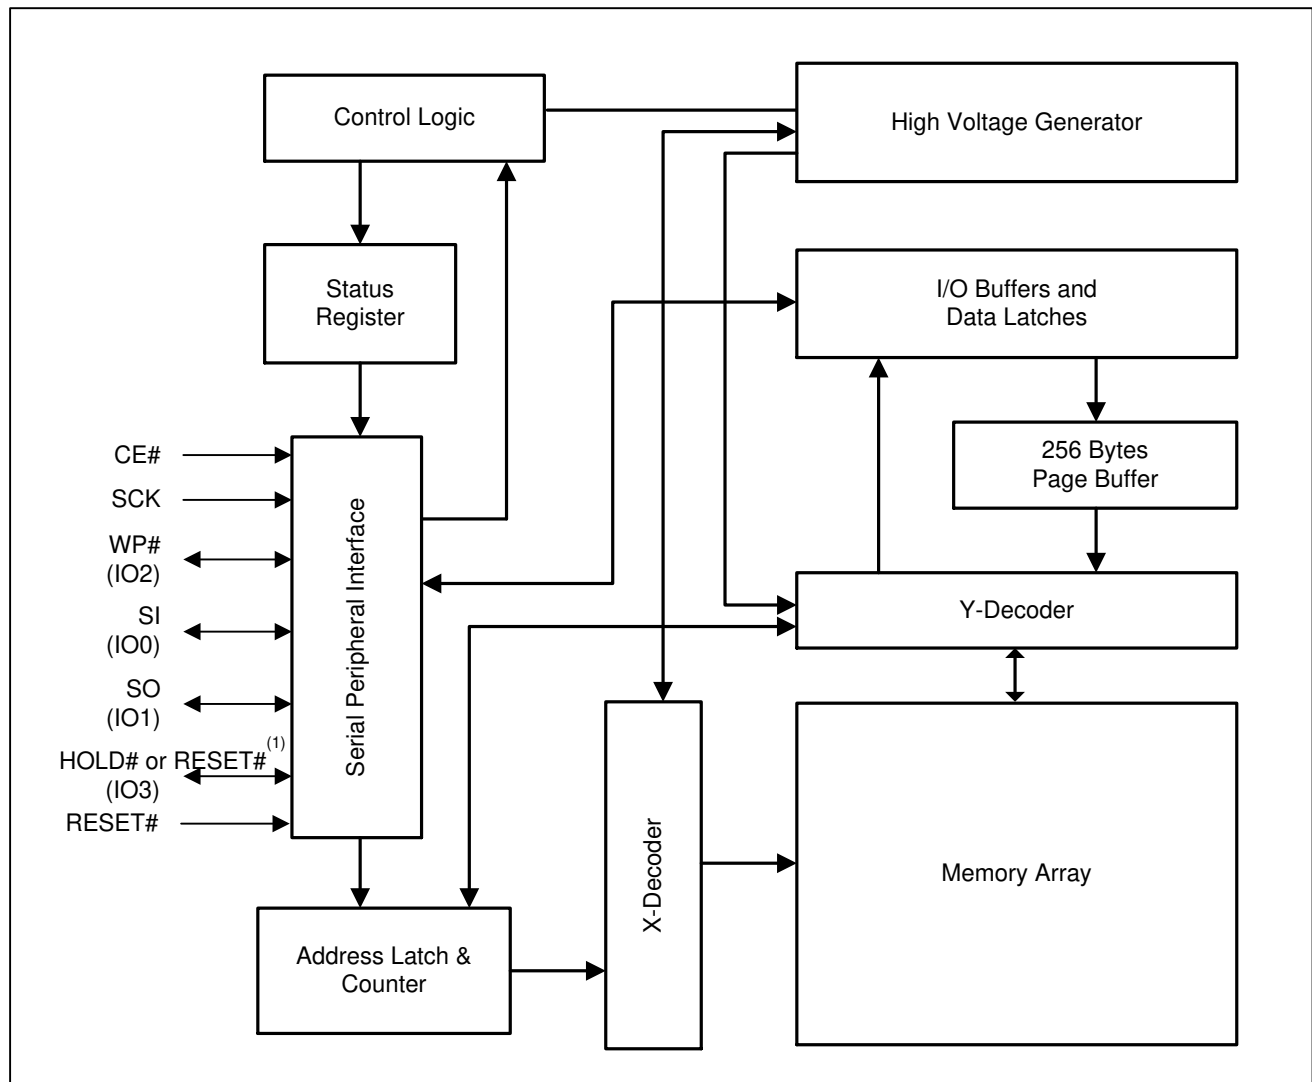 Control Logic
High Voltage Generator
Status
Register
I/O Buffers and
Data Latches
256 Bytes
Page Buffer
Y-Decoder
CE#
SCK
WP#
(IO2)
SI
(IO0)
SO
(IO1)
HOLD# or RESET#(1)
(IO3)
RESET#
Serial Peripheral Interface
X-Decoder
Memory Array
Address Latch &
Counter